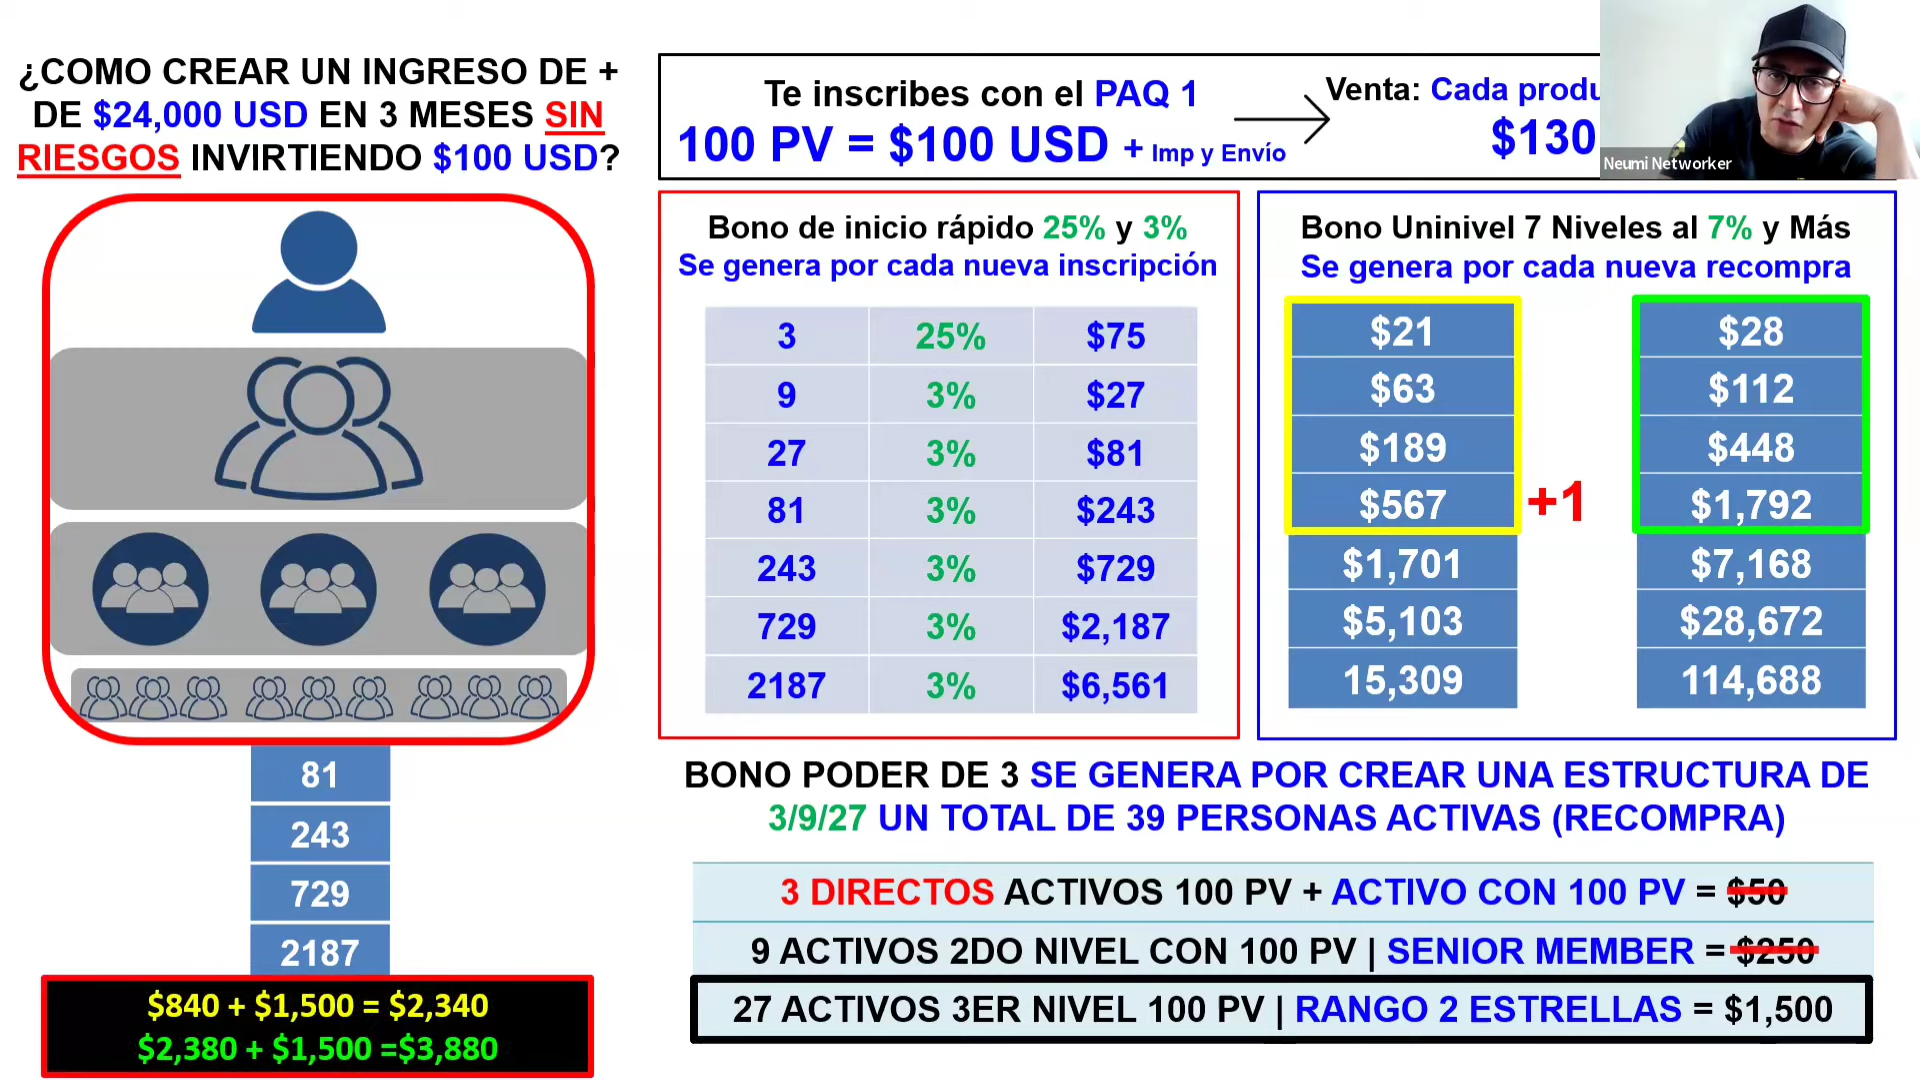 ¿COMO CREAR UN INGRESO DE +
DE $24,000 USD EN 3 MESES SIN
RIESGOS INVIRTIENDO $100 USD?
Te inscribes con el PAQ 1
100 PV = $100 USD + Imp y Envío
Venta: Cada produ
$130
Neumi Networker
Bono de inicio rápido 25% y 3%
Se genera por cada nueva inscripción
3 25% $75
9 3% $27
27 3% $81
81 3% $243
243 3% $729
729 3% $2,187
2187 3% $6,561
Bono Uninivel 7 Niveles al 7% y Más
Se genera por cada nueva recompra
$21 $28
$63 $112
$189 $448
$567 +1 $1,792
$1,701 $7,168
$5,103 $28,672
15,309 114,688
81
243
729
2187
$840 + $1,500 = $2,340
$2,380 + $1,500 =$3,880
BONO PODER DE 3 SE GENERA POR CREAR UNA ESTRUCTURA DE
3/9/27 UN TOTAL DE 39 PERSONAS ACTIVAS (RECOMPRA)
3 DIRECTOS ACTIVOS 100 PV + ACTIVO CON 100 PV = $50
9 ACTIVOS 2DO NIVEL CON 100 PV | SENIOR MEMBER = $250
27 ACTIVOS 3ER NIVEL 100 PV | RANGO 2 ESTRELLAS = $1,500